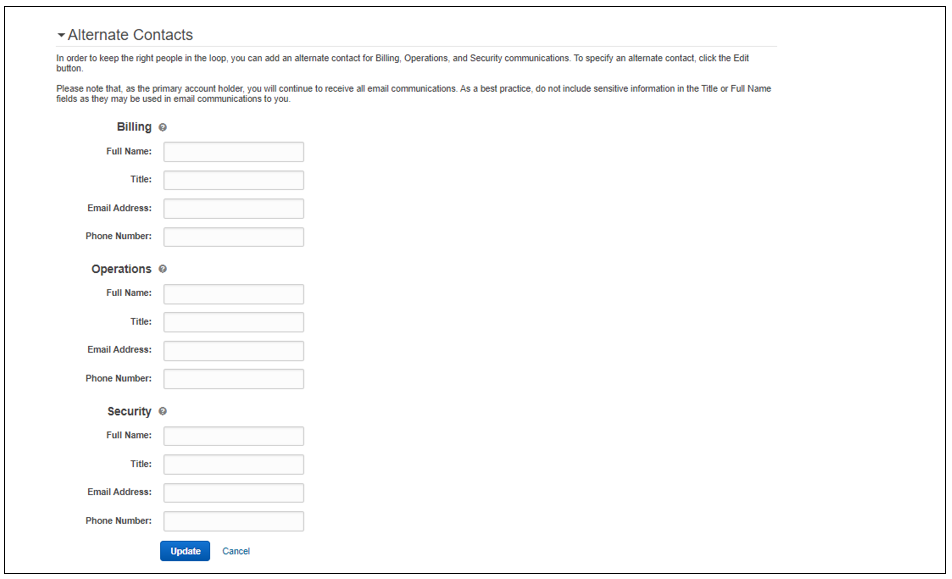 Alternate Contacts
In order to keep the right people in the loop, you can add an alternate contact for Billing, Operations, and Security communications. To specify an alternate contact, click the Edit
button.
Please note that, as the primary account holder, you will continue to receive all email communications. As a best practice, do not include sensitive information in the Title or Full Name
fields as they may be used in email communications to you.
Billing ?
Full Name:
Title:
Email Address:
Phone Number:
Operations ?
Full Name:
Title:
Email Address:
Phone Number:
Security ?
Full Name:
Title:
Email Address:
Phone Number:
Update Cancel